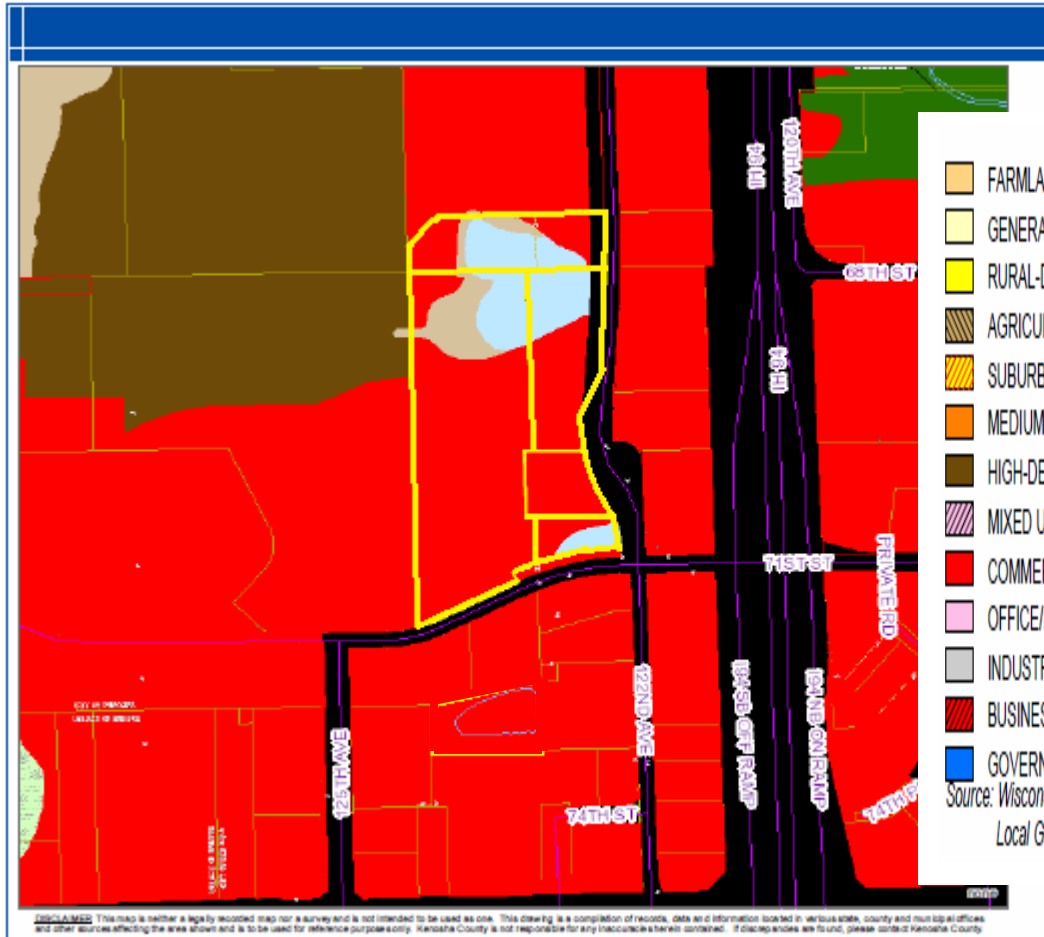 120TH AVE
IH 94
68TH ST
IH 94
71ST ST
PRIVATE RD
122ND AVE
125TH AVE
I94 SB OFF RAMP
I94 NB ON RAMP
74TH ST
74TH P
none
FARMLA
GENERA
RURAL-D
AGRICUL
SUBURB
MEDIUM
HIGH-DE
MIXED U
COMMER
OFFICE/
INDUSTR
BUSINES
GOVERN
Source: Wiscon
Local G
DISCLAIMER This map is neither a legally recorded map nor a survey and is not intended to be used as one. This drawing is a compilation of records, data and information located in various state, county and municipal offices
and other sources affecting the area shown and is to be used for reference purposes only. Kenosha County is not responsible for any inaccuracies herein contained. If discrepancies are found, please contact Kenosha County.